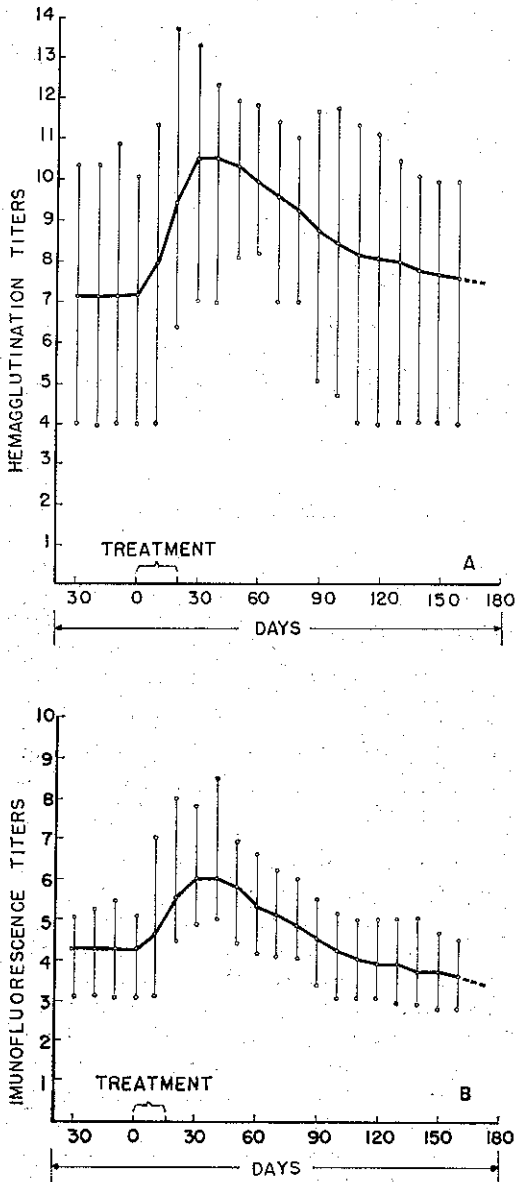 14
13
12
11
10
9
8
7
6
5
4
3
2
1
HEMAGGLUTINATION TITERS
TREATMENT
A
30 0 30 60 90 120 150 180
DAYS
10
9
8
7
6
5
4
3
2
1
IMUNOFLUORESCENCE TITERS
TREATMENT
B
30 0 30 60 90 120 150 180
DAYS